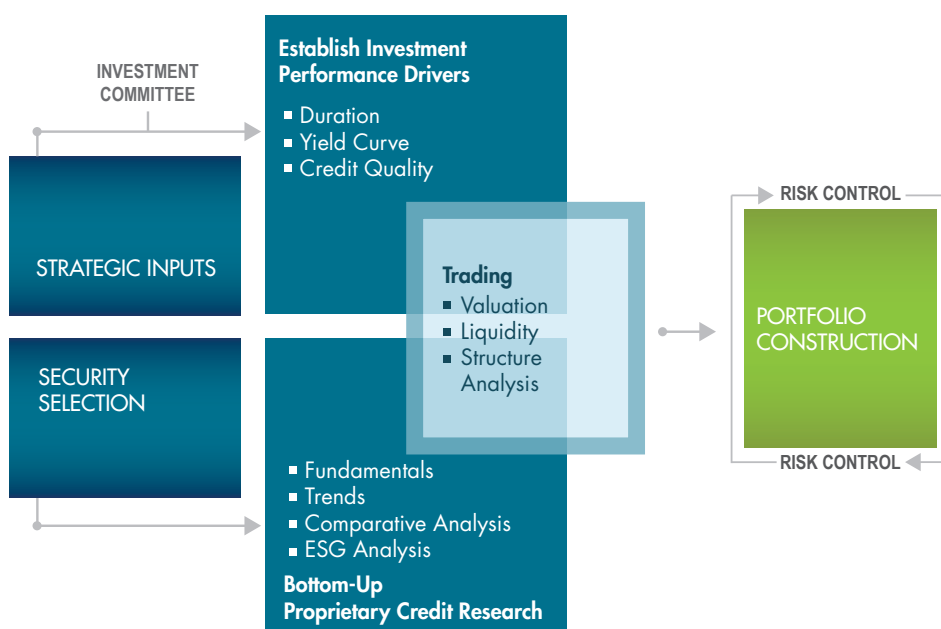 INVESTMENT
COMMITTEE
STRATEGIC INPUTS
Establish Investment
Performance Drivers
▪ Duration
▪ Yield Curve
▪ Credit Quality
SECURITY
SELECTION
▪ Fundamentals
▪ Trends
▪ Comparative Analysis
▪ ESG Analysis
Bottom-Up
Proprietary Credit Research
Trading
▪ Valuation
▪ Liquidity
▪ Structure
Analysis
RISK CONTROL
PORTFOLIO
CONSTRUCTION
RISK CONTROL